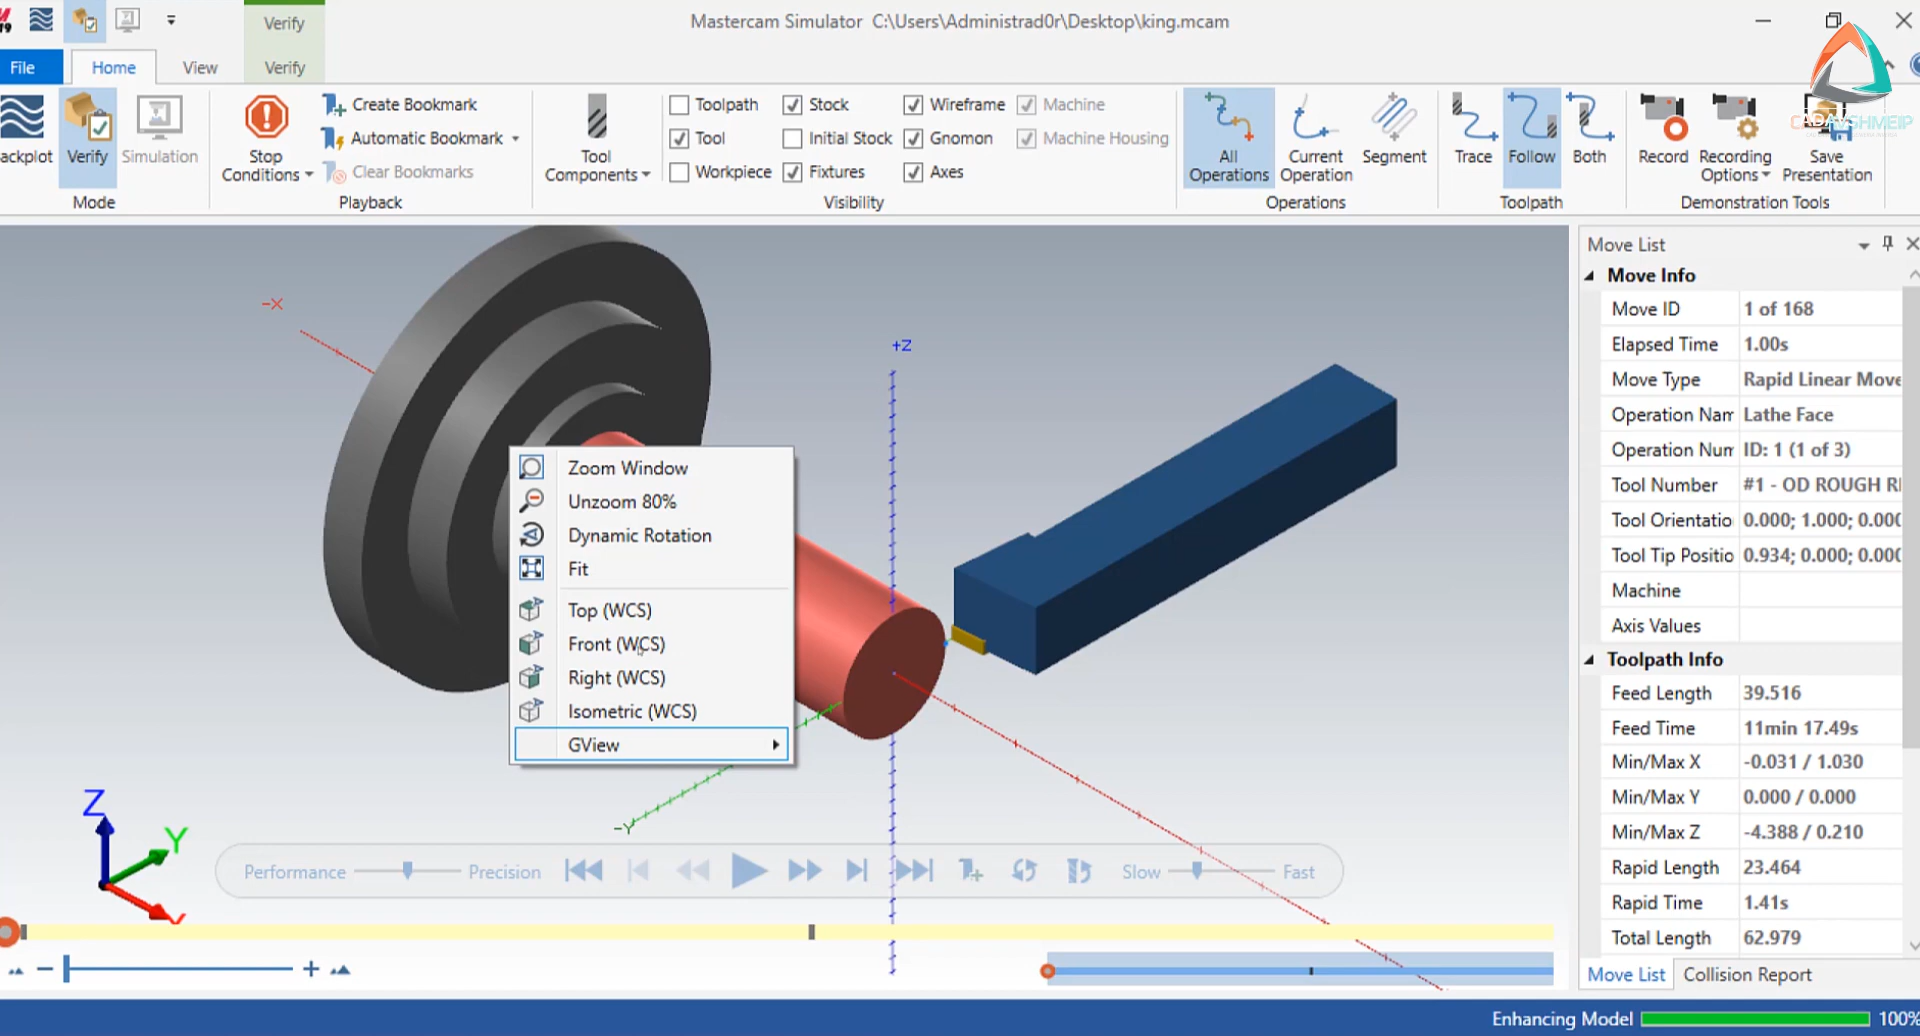 19
Verify
Mastercam Simulator C:\Users\Administrad0r\Desktop\king.mcam
File
Home
View
Verify
ackplot
Verify
Simulation
Mode
Stop
Conditions
Create Bookmark
Automatic Bookmark
Clear Bookmarks
Playback
Tool
Components
Toolpath
Tool
Workpiece
Stock
Initial Stock
Fixtures
Wireframe
Gnomon
Axes
Machine
Machine Housing
Visibility
All
Operations
Current
Operation
Segment
Operations
Trace
Follow
Both
Toolpath
Record
Recording
Options
Save
Presentation
Demonstration Tools
-X
+Z
-Y
Zoom Window
Unzoom 80%
Dynamic Rotation
Fit
Top (WCS)
Front (WCS)
Right (WCS)
Isometric (WCS)
GView
Z
Y
Performance
Precision
Slow
Fast
Move List
Move Info
Move ID 1 of 168
Elapsed Time 1.00s
Move Type Rapid Linear Move
Operation Nam Lathe Face
Operation Num ID: 1 (1 of 3)
Tool Number #1 - OD ROUGH RI
Tool Orientatio 0.000; 1.000; 0.000
Tool Tip Positio 0.934; 0.000; 0.000
Machine
Axis Values
Toolpath Info
Feed Length 39.516
Feed Time 11min 17.49s
Min/Max X -0.031 / 1.030
Min/Max Y 0.000 / 0.000
Min/Max Z -4.388 / 0.210
Rapid Length 23.464
Rapid Time 1.41s
Total Length 62.979
Move List
Collision Report
Enhancing Model
100%